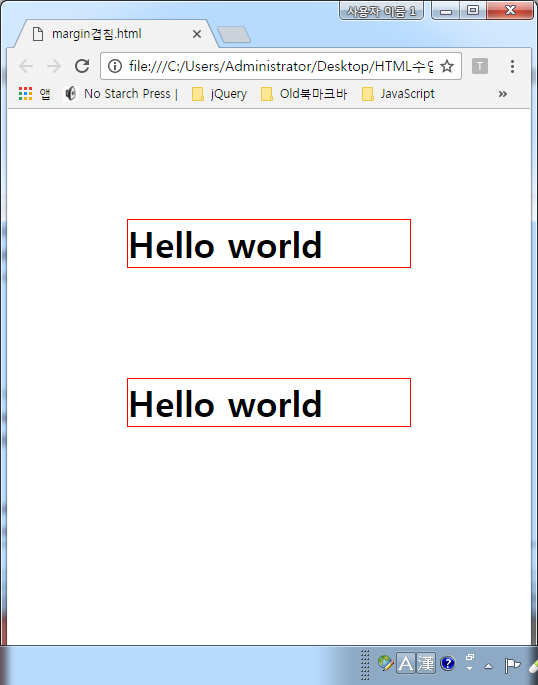 사용자 이름 1
margin겹침.html
file:///C:/Users/Administrator/Desktop/HTML수업
앱 No Starch Press | jQuery Old북마크바 JavaScript »
T
Hello world
Hello world
A 漢 ?